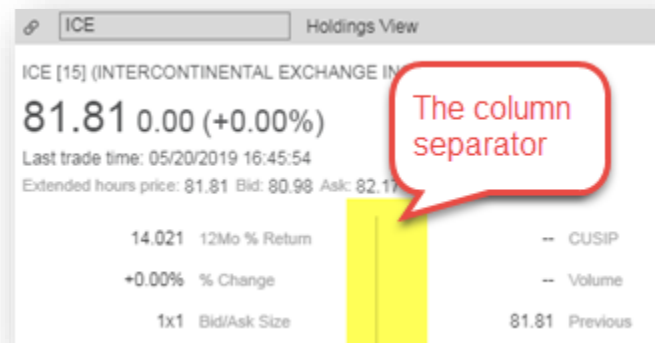 ICE Holdings View
ICE [15] (INTERCONTINENTAL EXCHANGE IN
81.81 0.00 (+0.00%)
The column
separator
Last trade time: 05/20/2019 16:45:54
Extended hours price: 81.81 Bid: 80.98 Ask: 82.17
14.021 12Mo % Return -- CUSIP
+0.00% % Change -- Volume
1x1 Bid/Ask Size 81.81 Previous